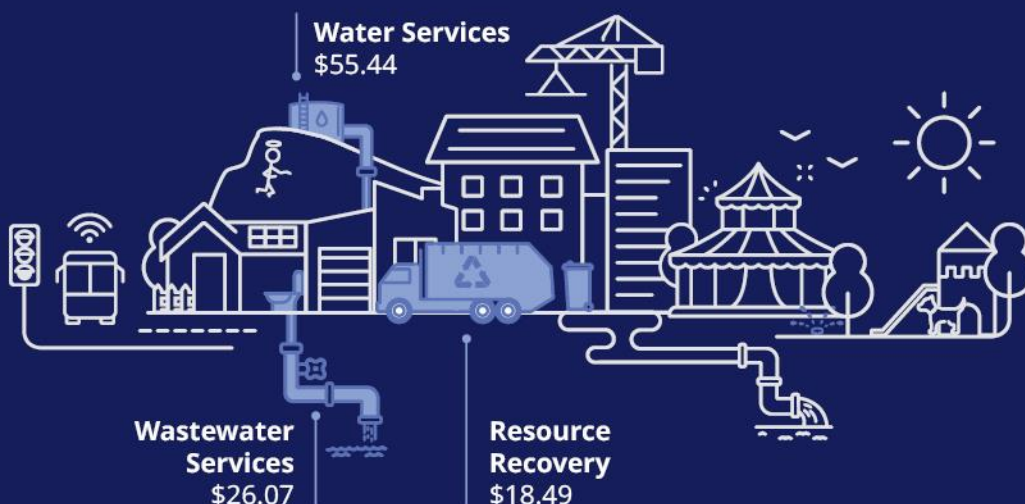 Water Services
$55.44
Wastewater
Services
$26.07
Resource
Recovery
$18.49